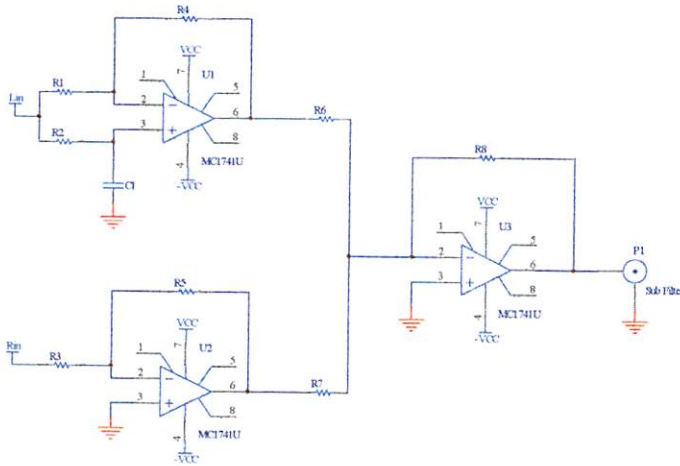 R4
VCC
U1
1
7
5
R1
2
6
Lin
R2
3
8
R6
4
MC1741U
-VCC
C1
R8
VCC
U3
1
7
5
P1
2
6
3
8
Sub Filte
4
MC1741U
-VCC
R5
VCC
U2
1
7
5
Rin
R3
2
6
R7
3
8
4
MC1741U
-VCC